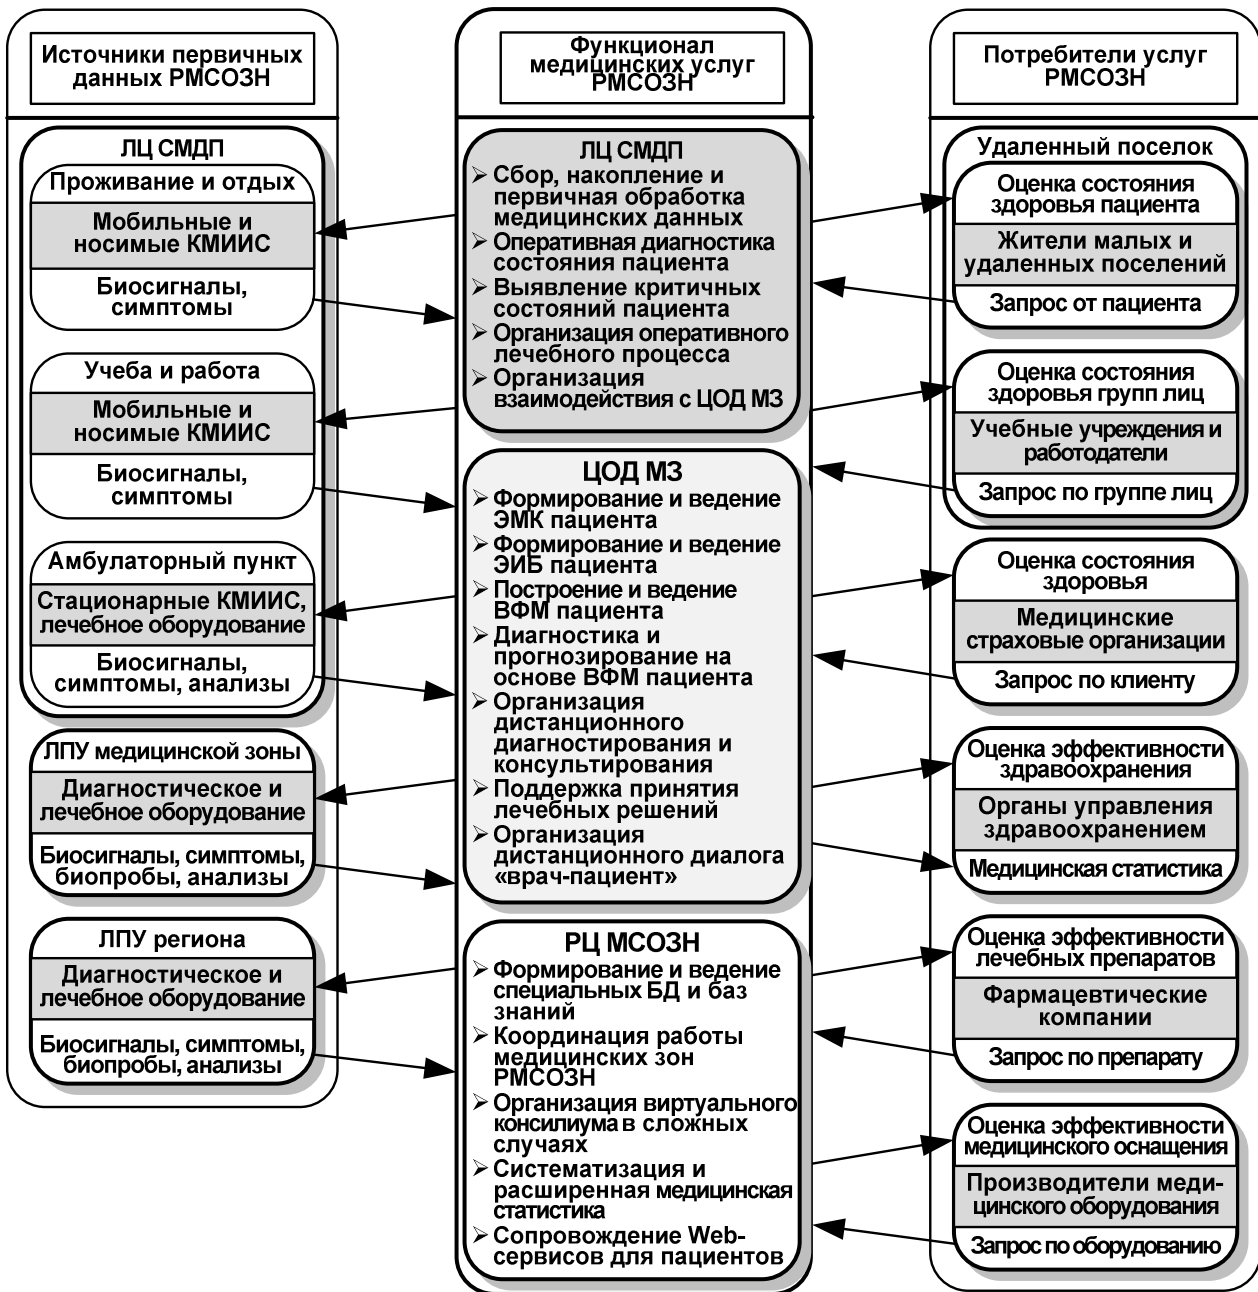 Источники первичных
данных РМСОЗН
ЛЦ СМДП
Проживание и отдых
Мобильные и
носимые КМИИС
Биосигналы,
симптомы
Учеба и работа
Мобильные и
носимые КМИИС
Биосигналы,
симптомы
Амбулаторный пункт
Стационарные КМИИС,
лечебное оборудование
Биосигналы,
симптомы, анализы
ЛПУ медицинской зоны
Диагностическое и
лечебное оборудование
Биосигналы, симптомы,
биопробы, анализы
ЛПУ региона
Диагностическое и
лечебное оборудование
Биосигналы, симптомы,
биопробы, анализы
Функционал
медицинских услуг
РМСОЗН
ЛЦ СМДП
➢ Сбор, накопление и
первичная обработка
медицинских данных
➢ Оперативная диагностика
состояния пациента
➢ Выявление критичных
состояний пациента
➢ Организация оперативного
лечебного процесса
➢ Организация
взаимодействия с ЦОД МЗ
ЦОД МЗ
➢ Формирование и ведение
ЭМК пациента
➢ Формирование и ведение
ЭИБ пациента
➢ Построение и ведение
ВФМ пациента
➢ Диагностика и
прогнозирование на
основе ВФМ пациента
➢ Организация
дистанционного
диагностирования и
консультирования
➢ Поддержка принятия
лечебных решений
➢ Организация
дистанционного диалога
«врач-пациент»
РЦ МСОЗН
➢ Формирование и ведение
специальных БД и баз
знаний
➢ Координация работы
медицинских зон
РМСОЗН
➢ Организация виртуального
консилиума в сложных
случаях
➢ Систематизация и
расширенная медицинская
статистика
➢ Сопровождение Web-
сервисов для пациентов
Потребители услуг
РМСОЗН
Удаленный поселок
Оценка состояния
здоровья пациента
Жители малых и
удаленных поселений
Запрос от пациента
Оценка состояния
здоровья групп лиц
Учебные учреждения и
работодатели
Запрос по группе лиц
Оценка состояния
здоровья
Медицинские
страховые организации
Запрос по клиенту
Оценка эффективности
здравоохранения
Органы управления
здравоохранением
Медицинская статистика
Оценка эффективности
лечебных препаратов
Фармацевтические
компании
Запрос по препарату
Оценка эффективности
медицинского оснащения
Производители меди-
цинского оборудования
Запрос по оборудованию